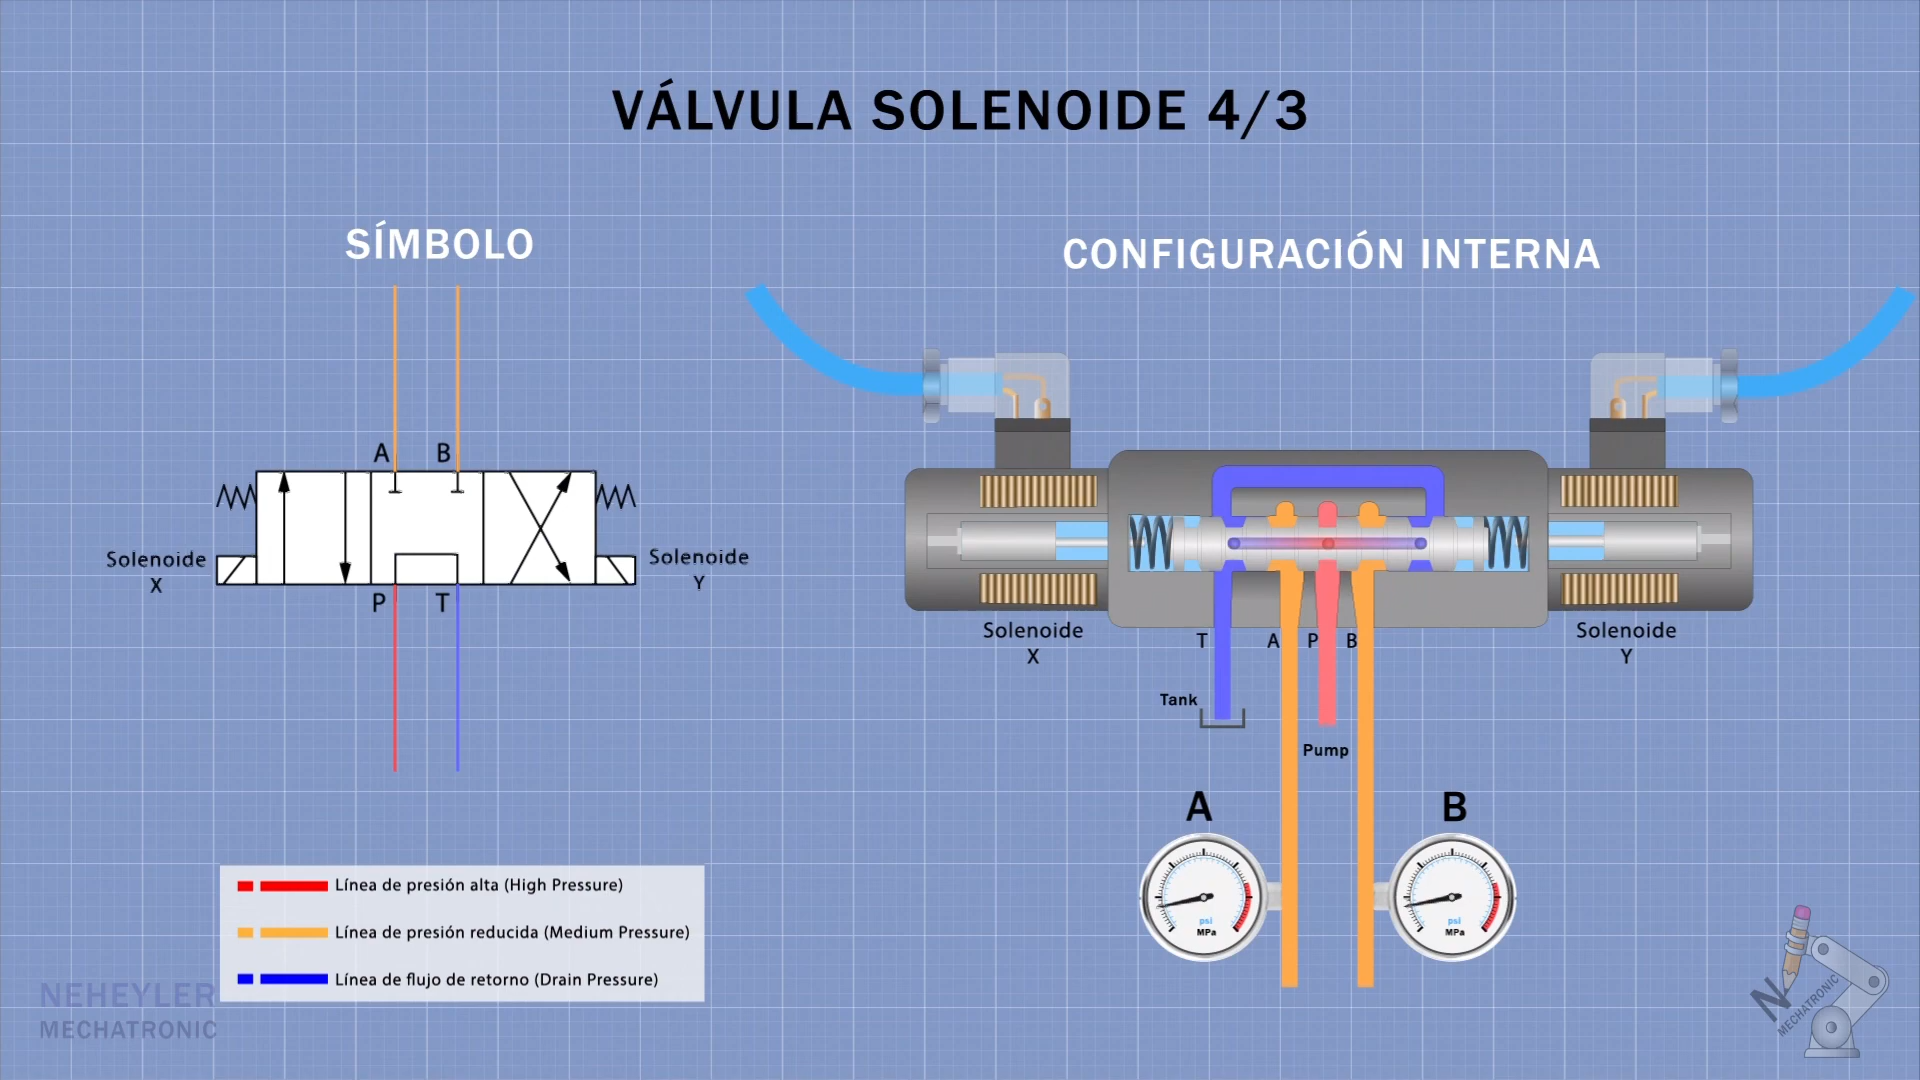 VÁLVULA SOLENOIDE 4/3
SÍMBOLO
CONFIGURACIÓN INTERNA
A B
Solenoide
X
Solenoide
Y
P T
Solenoide
X
T A P B
Solenoide
Y
Tank
Pump
A
B
psi
MPa
psi
MPa
Línea de presión alta (High Pressure)
Línea de presión reducida (Medium Pressure)
Línea de flujo de retorno (Drain Pressure)
NEHEYLER
MECHATRONIC
N
MECHATRONIC